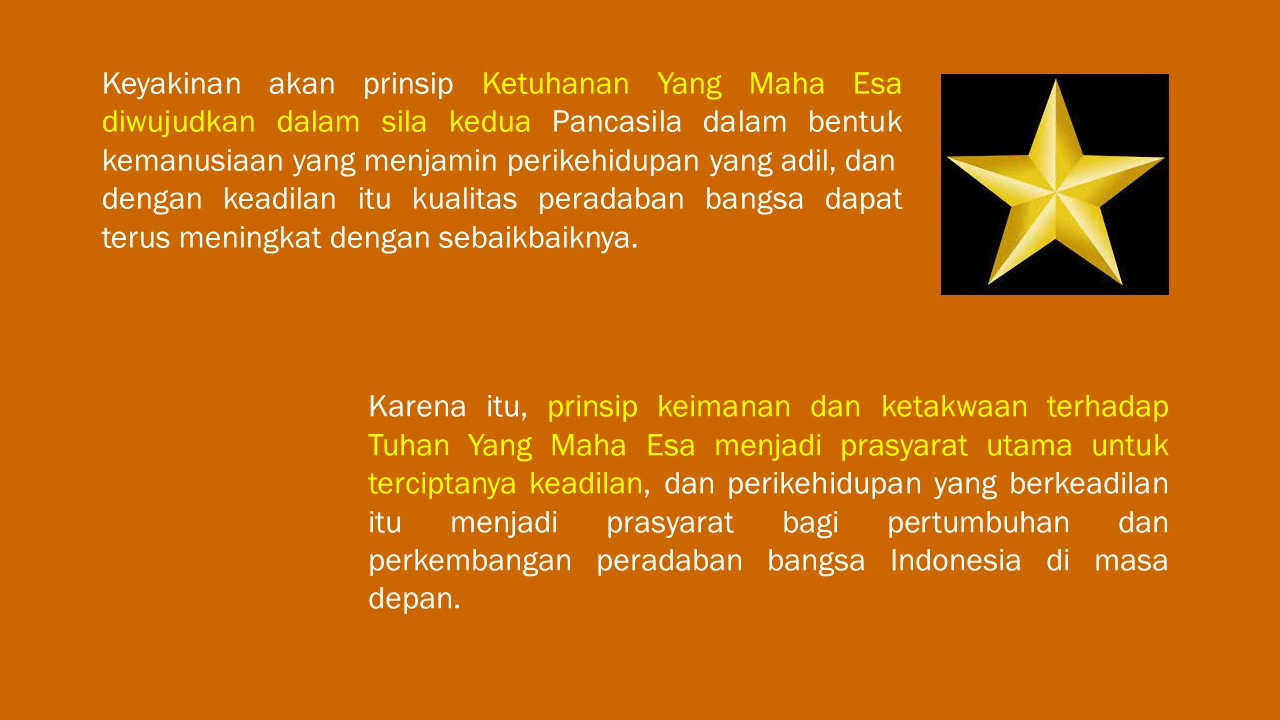 Keyakinan akan prinsip Ketuhanan Yang Maha Esa
diwujudkan dalam sila kedua Pancasila dalam bentuk
kemanusiaan yang menjamin perikehidupan yang adil, dan
dengan keadilan itu kualitas peradaban bangsa dapat
terus meningkat dengan sebaikbaiknya.
Karena itu, prinsip keimanan dan ketakwaan terhadap
Tuhan Yang Maha Esa menjadi prasyarat utama untuk
terciptanya keadilan, dan perikehidupan yang berkeadilan
itu menjadi prasyarat bagi pertumbuhan dan
perkembangan peradaban bangsa Indonesia di masa
depan.